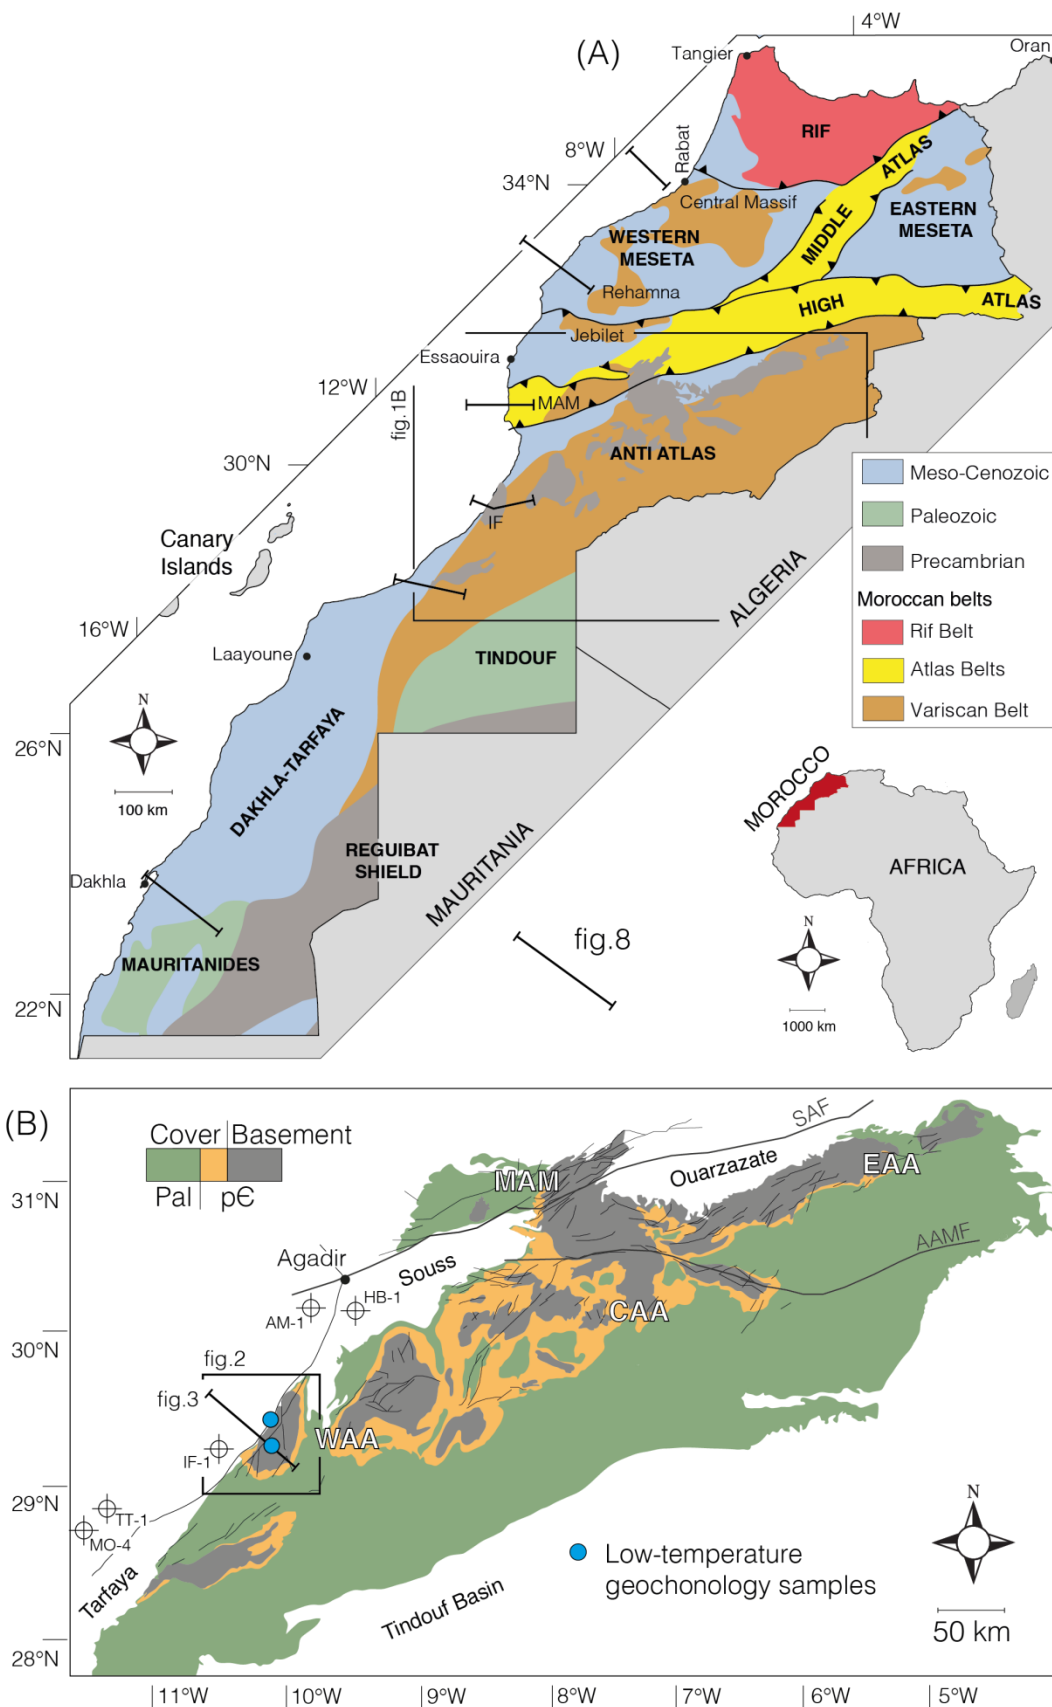 (A)
4°W
Tangier
Oran
RIF
8°W
Rabat
34°N
ATLAS
Central Massif
EASTERN
MESETA
WESTERN
MESETA
MIDDLE
Rehamna
HIGH
ATLAS
Jebilet
Essaouira
12°W
MAM
fig.1B
ANTI ATLAS
30°N
IF
Canary
Islands
Meso-Cenozoic
Paleozoic
Precambrian
Moroccan belts
Rif Belt
Atlas Belts
Variscan Belt
ALGERIA
16°W
Laayoune
TINDOUF
N
26°N
100 km
DAKHLA-TARFAYA
MOROCCO
AFRICA
REGUIBAT
SHIELD
MAURITANIA
Dakhla
N
fig.8
MAURITANIDES
22°N
1000 km
(B)
Cover Basement
Pal pЄ
SAF
Ouarzazate
EAA
MAM
31°N
AAMF
Agadir
Souss
HB-1
AM-1
CAA
30°N
fig.2
fig.3
WAA
IF-1
29°N
TT-1
MO-4
N
Low-temperature
geochonology samples
Tarfaya
Tindouf Basin
50 km
28°N
11°W
10°W
9°W
8°W
7°W
6°W
5°W